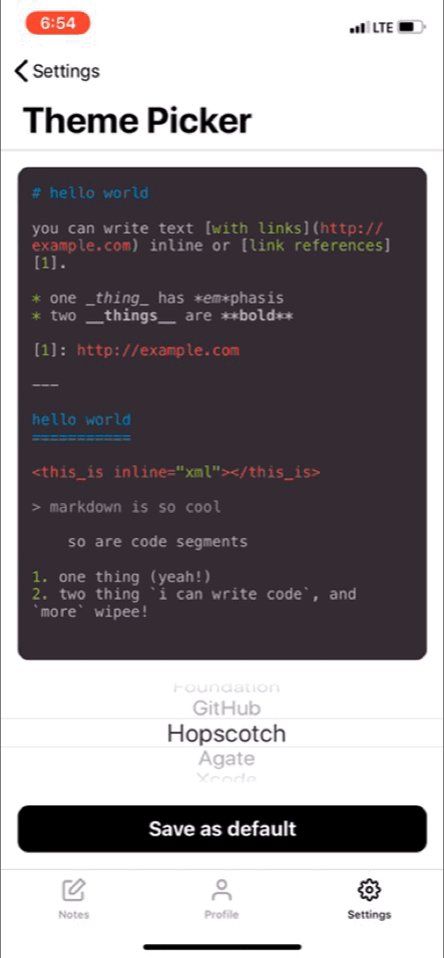 6:54
LTE
Settings
Theme Picker
# hello world
you can write text [with links](http://
example.com) inline or [link references]
[1].
* one _thing_ has *em*phasis
* two __things__ are **bold**
[1]: http://example.com
---
hello world
===========
<this_is inline="xml"></this_is>
> markdown is so cool
so are code segments
1. one thing (yeah!)
2. two thing `i can write code`, and
`more` wipee!
Foundation
GitHub
Hopscotch
Agate
Xcode
Save as default
Notes
Profile
Settings